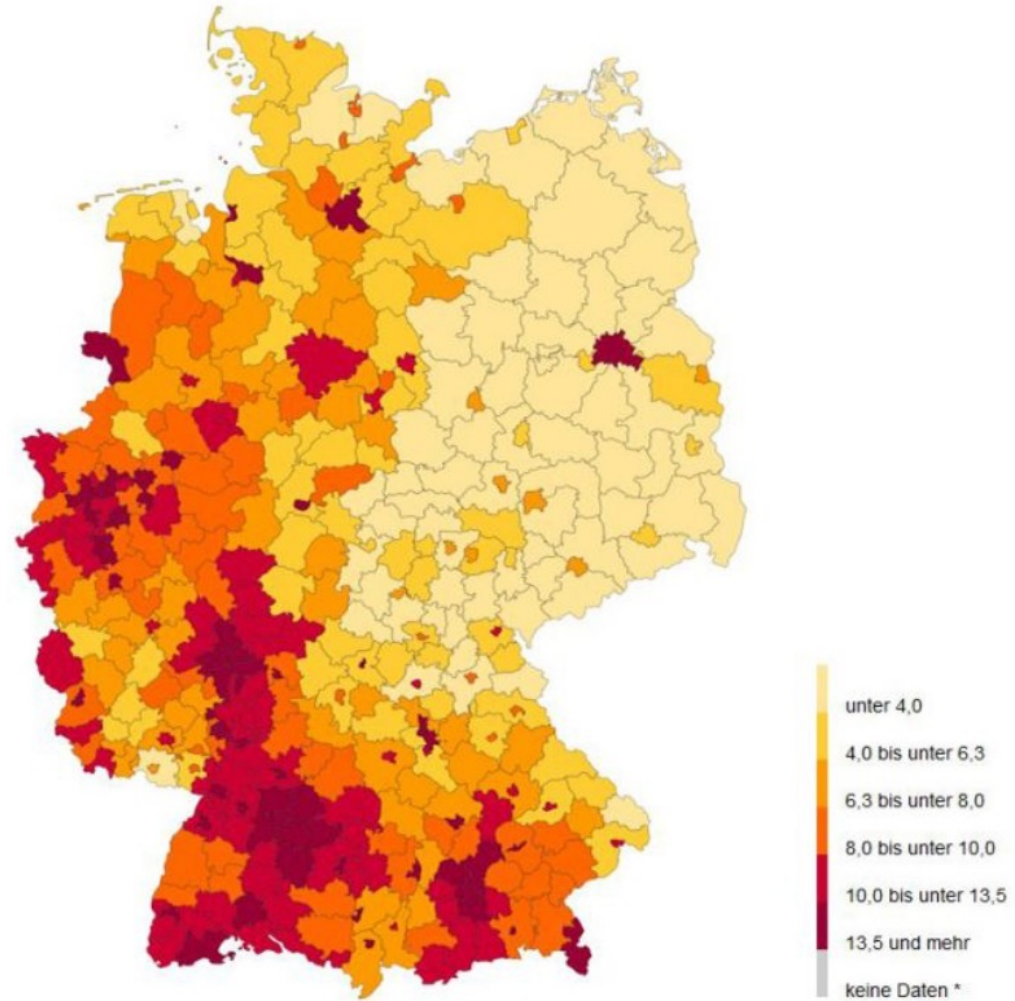 unter 4,0
4,0 bis unter 6,3
6,3 bis unter 8,0
8,0 bis unter 10,0
10,0 bis unter 13,5
13,5 und mehr
keine Daten *